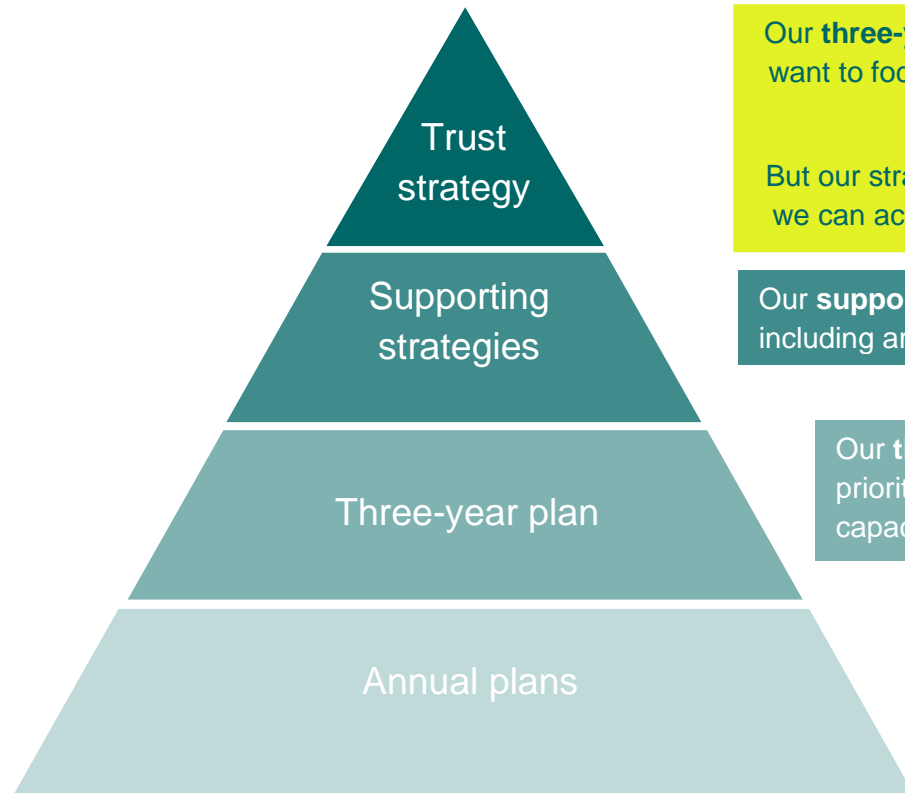 Trust
strategy
Our three-
want to foc
But our stra
we can ac
Supporting
strategies
Our suppo
including ar
Three-year plan
Our t
priorit
capac
Annual plans